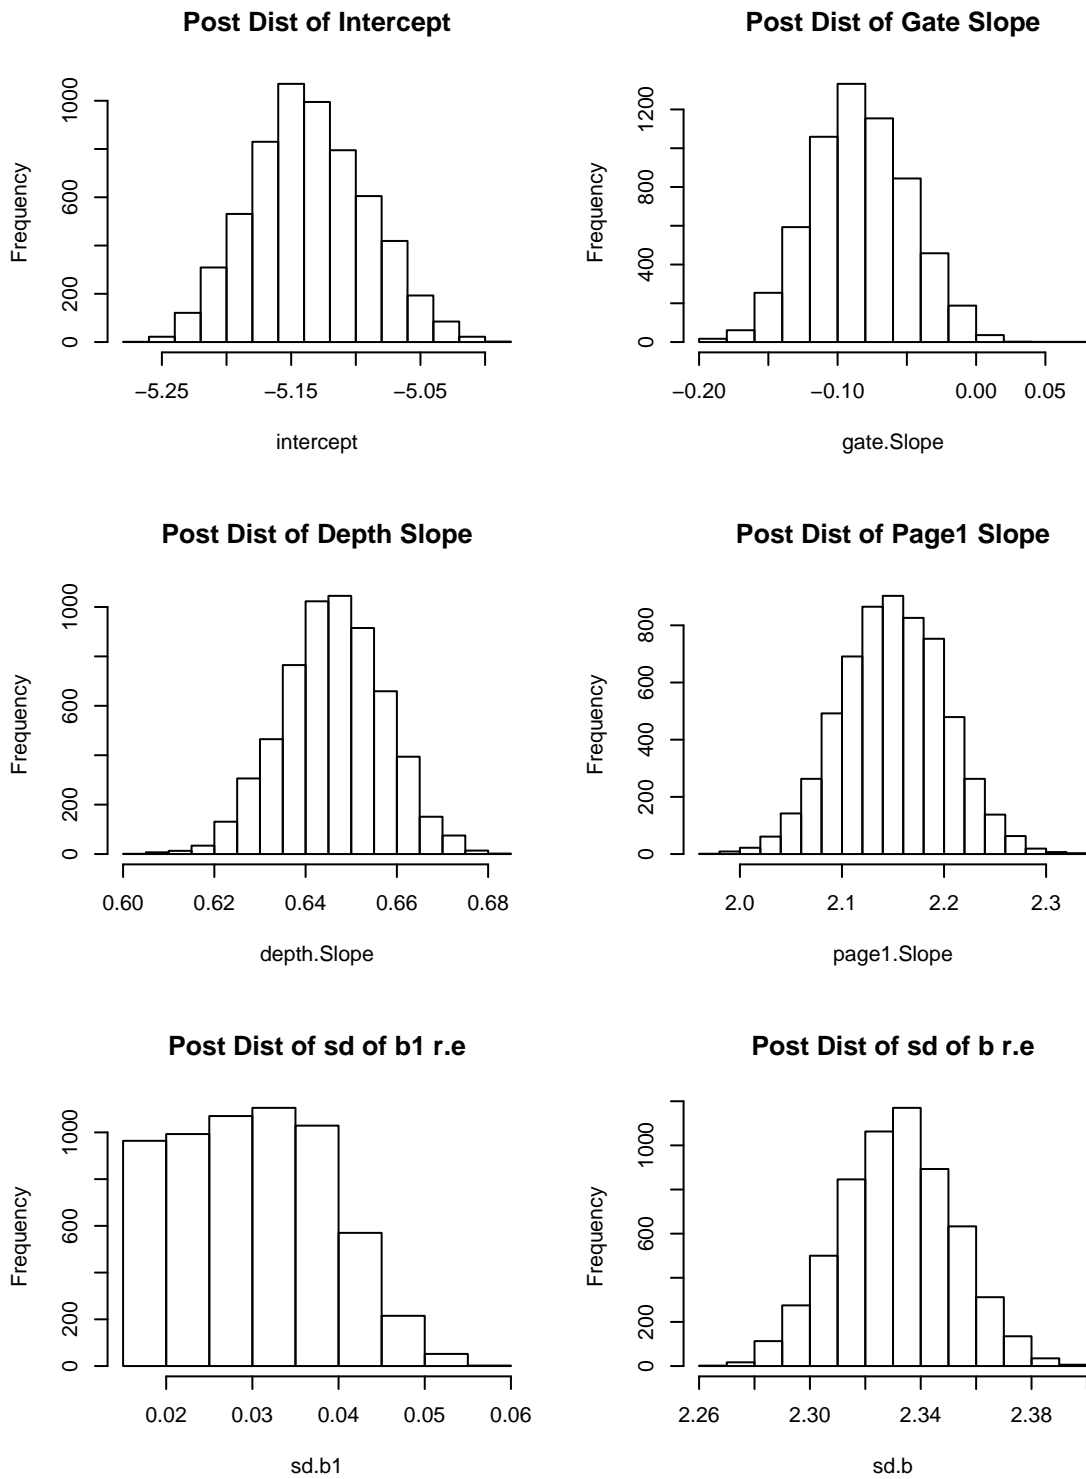 Post Dist of Intercept
Frequency
0
200
600
1000
−5.25
−5.15
−5.05
intercept
Post Dist of Gate Slope
Frequency
0
400
800
1200
−0.20
−0.10
0.00
0.05
gate.Slope
Post Dist of Depth Slope
Frequency
0
200
600
1000
0.60
0.62
0.64
0.66
0.68
depth.Slope
Post Dist of Page1 Slope
Frequency
0
200
400
600
800
2.0
2.1
2.2
2.3
page1.Slope
Post Dist of sd of b1 r.e
Frequency
0
200
600
1000
0.02
0.03
0.04
0.05
0.06
sd.b1
Post Dist of sd of b r.e
Frequency
0
200
600
1000
2.26
2.30
2.34
2.38
sd.b